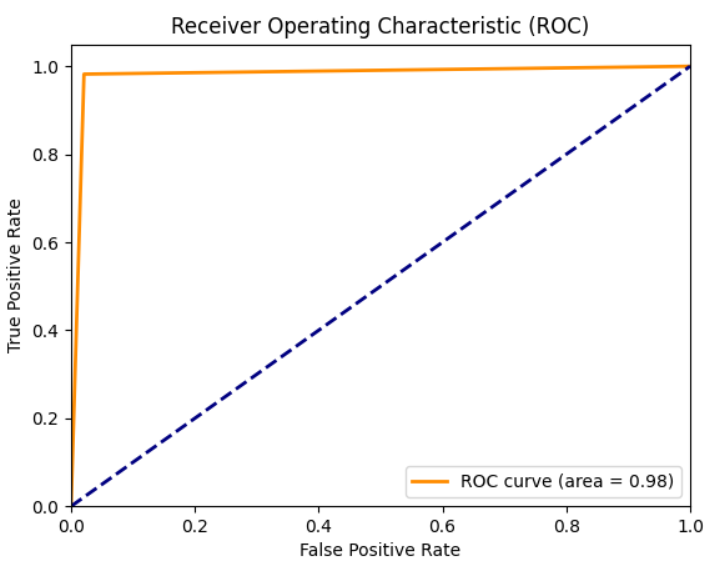 Receiver Operating Characteristic (ROC)
1.0
0.8
0.6
0.4
0.2
0.0
True Positive Rate
ROC curve (area = 0.98)
0.0 0.2 0.4 0.6 0.8 1.0
False Positive Rate